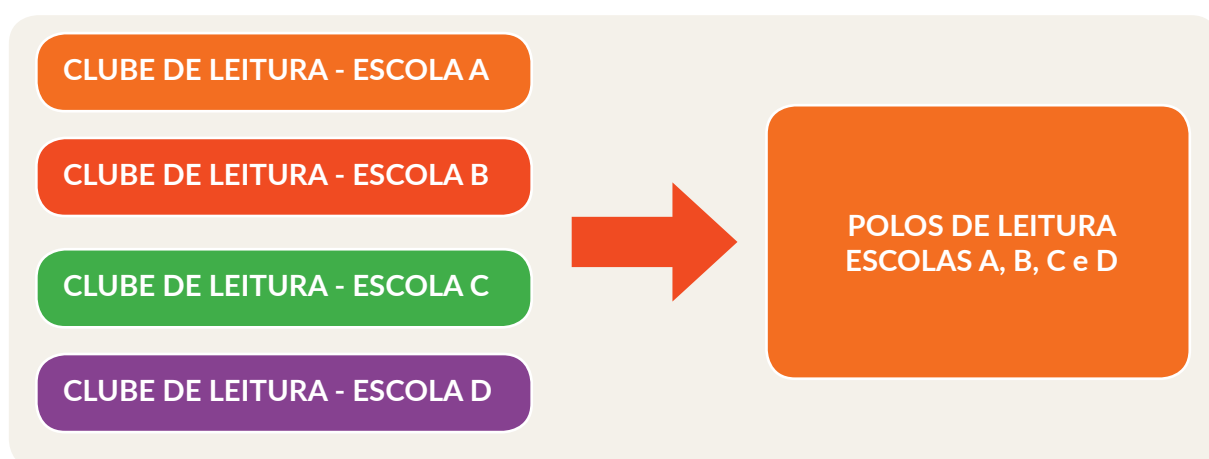 CLUBE DE LEITURA - ESCOLA A
CLUBE DE LEITURA - ESCOLA B
CLUBE DE LEITURA - ESCOLA C
CLUBE DE LEITURA - ESCOLA D
POLOS DE LEITURA
ESCOLAS A, B, C e D